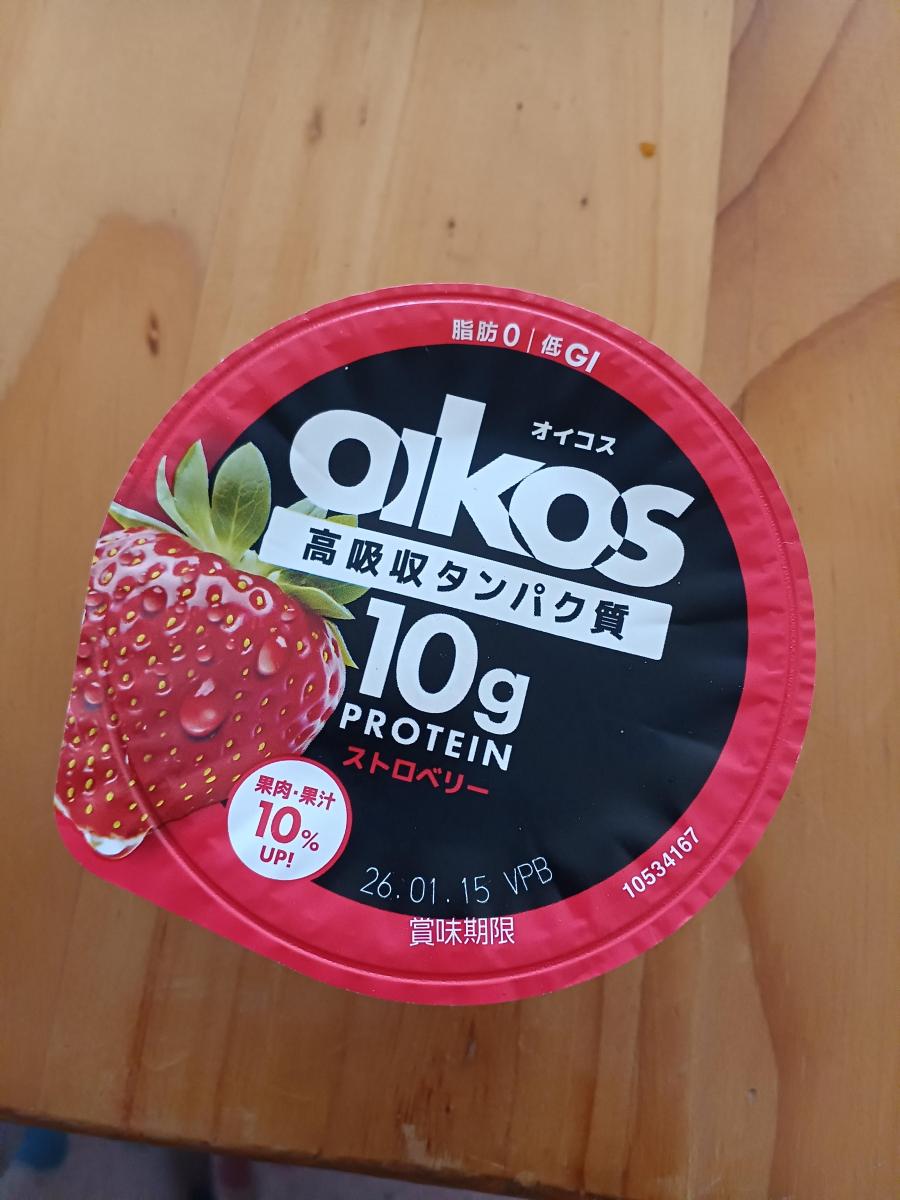 脂肪0｜低GI
オイコス
oikos
高吸収タンパク質
10g
PROTEIN
ストロベリー
果肉・果汁
10%
UP!
26.01.15 VPB
賞味期限
10534167